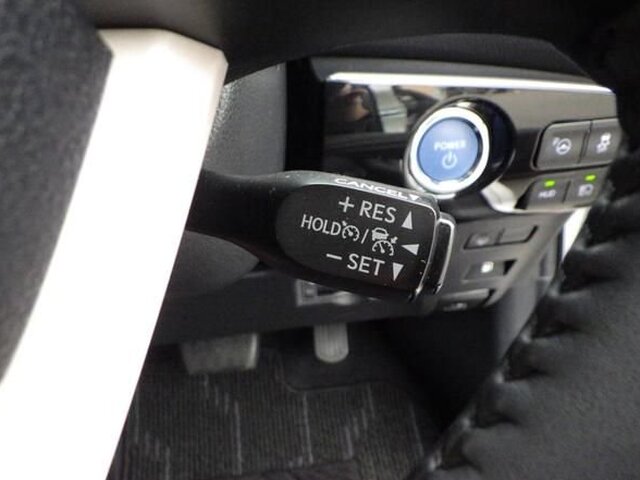 POWER
HUD
CANCEL
+ RES ▲
HOLD / ◀
− SET ▼